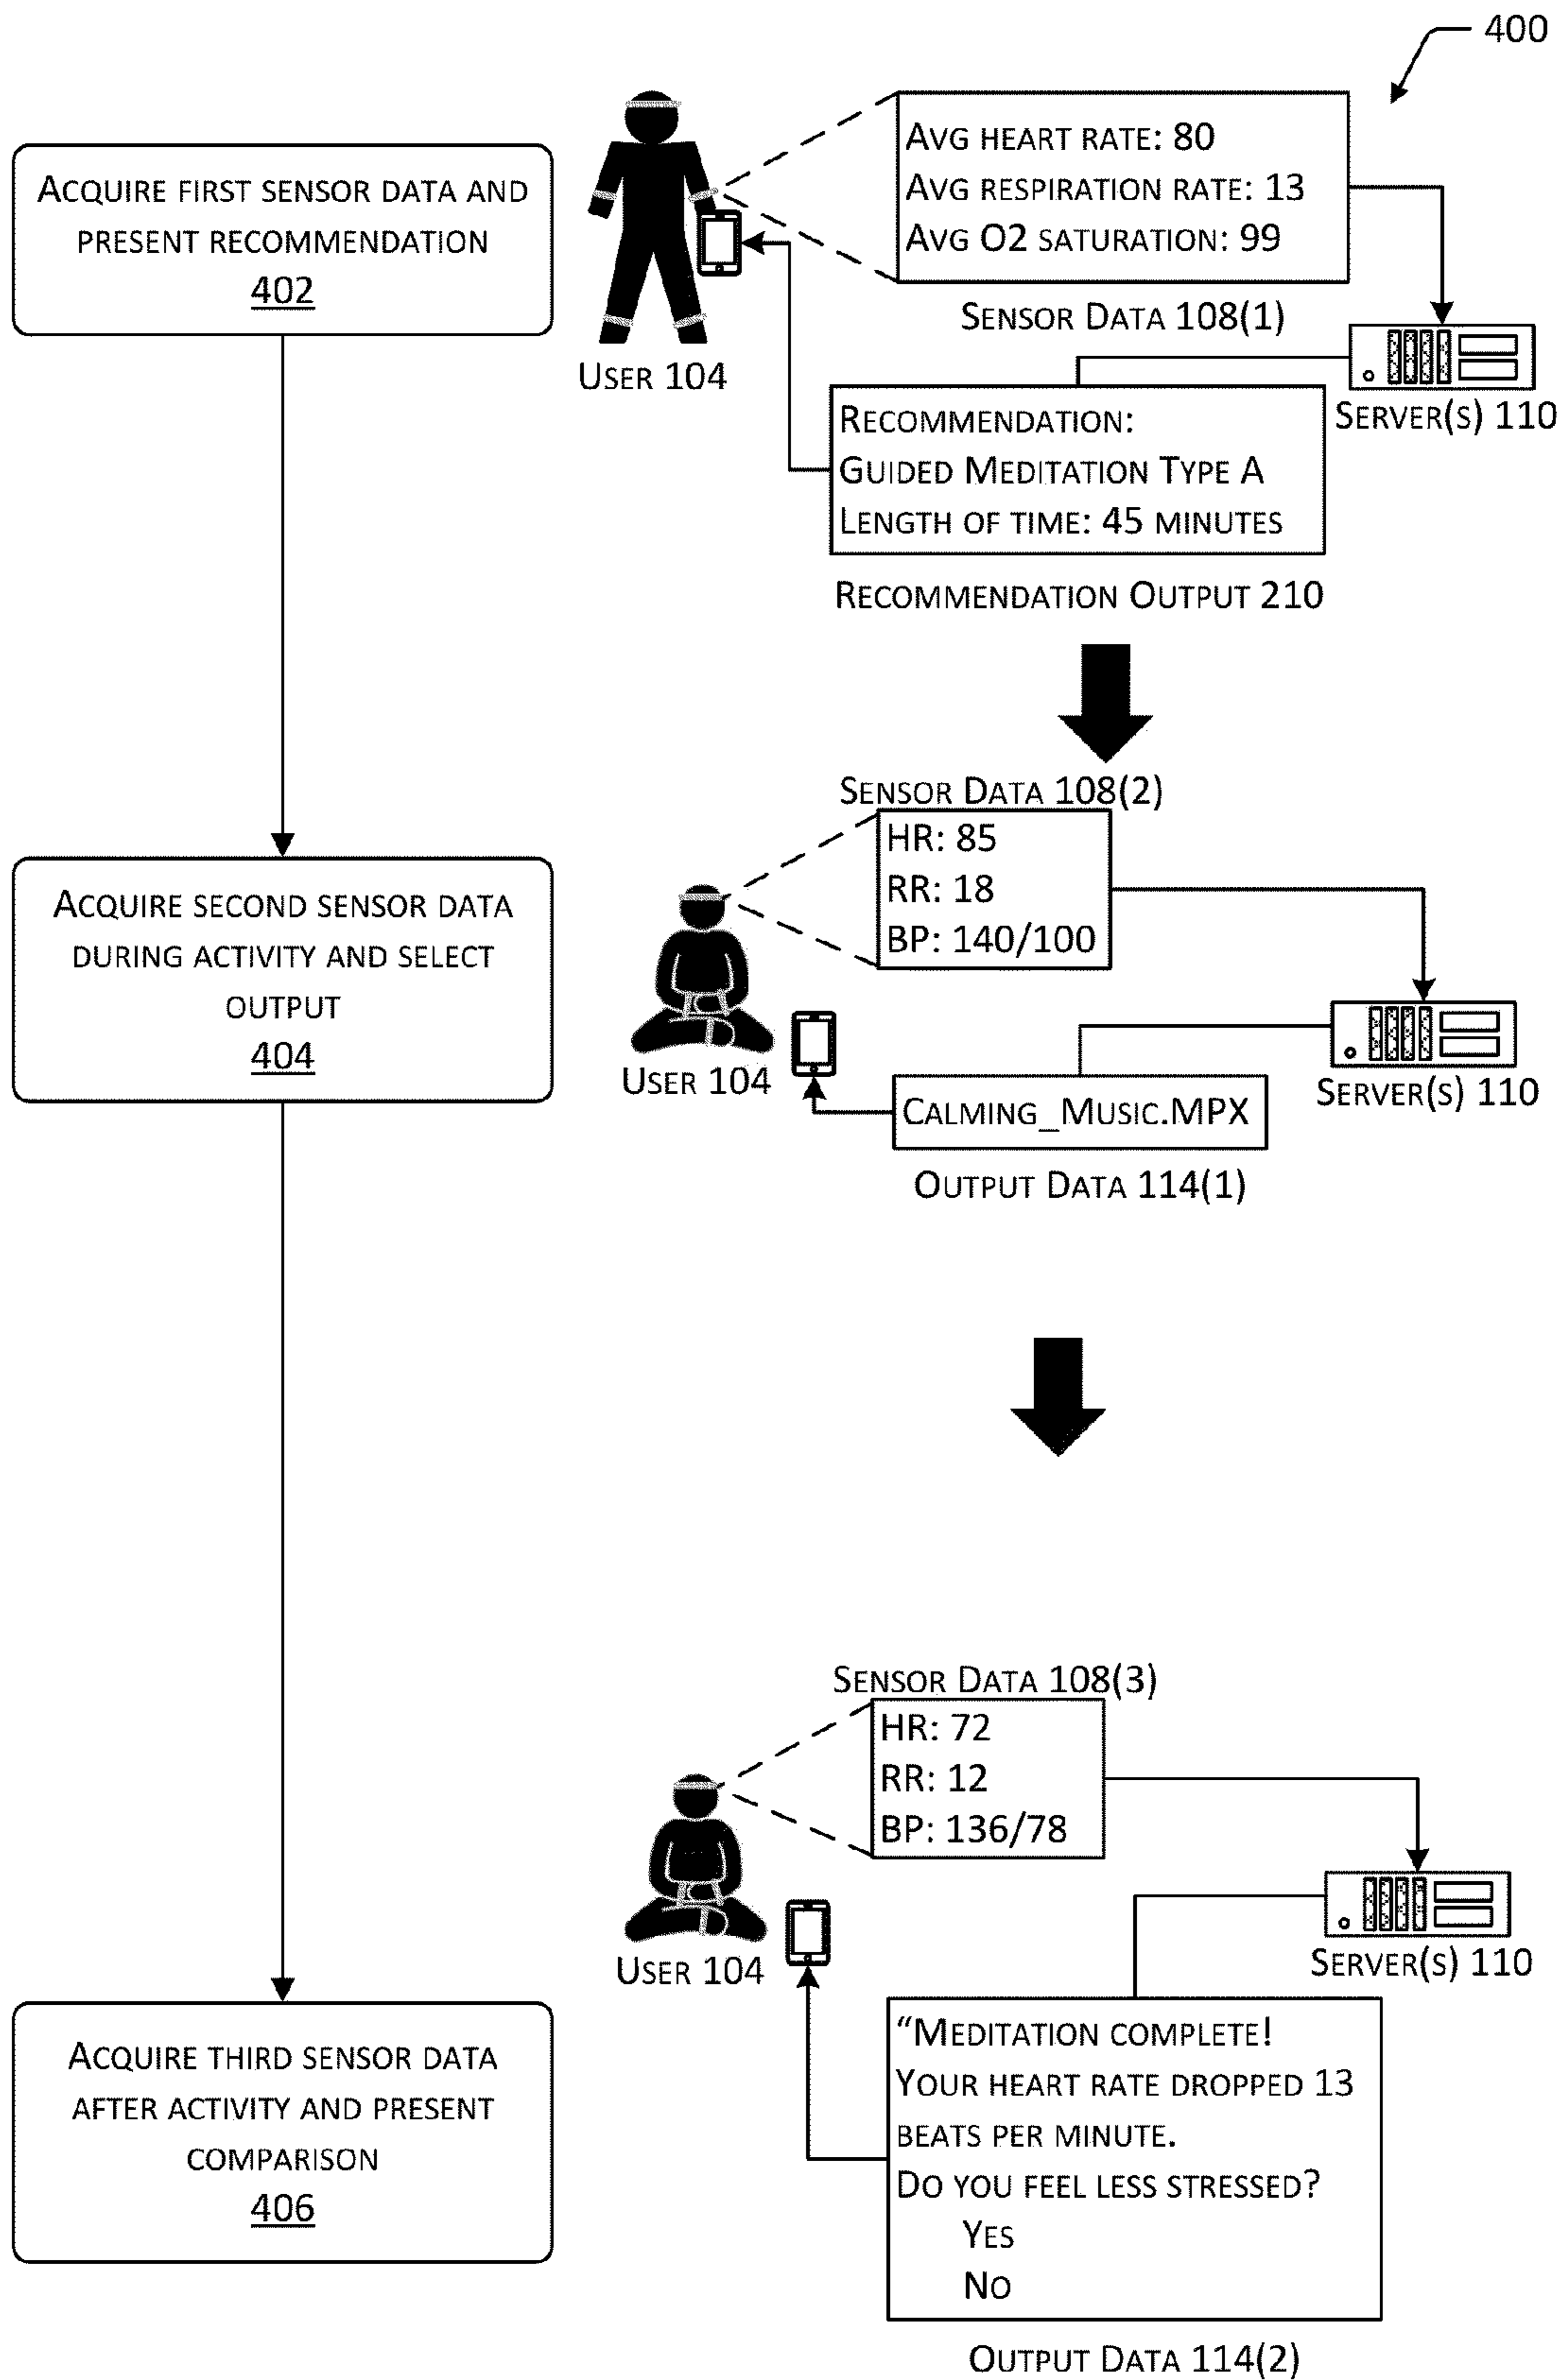 400
ACQUIRE FIRST SENSOR DATA AND
PRESENT RECOMMENDATION
402
AVG HEART RATE: 80
AVG RESPIRATION RATE: 13
AVG O2 SATURATION: 99
SENSOR DATA 108(1)
USER 104
SERVER(S) 110
RECOMMENDATION:
GUIDED MEDITATION TYPE A
LENGTH OF TIME: 45 MINUTES
RECOMMENDATION OUTPUT 210
ACQUIRE SECOND SENSOR DATA
DURING ACTIVITY AND SELECT
OUTPUT
404
SENSOR DATA 108(2)
HR: 85
RR: 18
BP: 140/100
USER 104
SERVER(S) 110
CALMING_MUSIC.MPX
OUTPUT DATA 114(1)
SENSOR DATA 108(3)
HR: 72
RR: 12
BP: 136/78
USER 104
SERVER(S) 110
ACQUIRE THIRD SENSOR DATA
AFTER ACTIVITY AND PRESENT
COMPARISON
406
“MEDITATION COMPLETE!
YOUR HEART RATE DROPPED 13
BEATS PER MINUTE.
DO YOU FEEL LESS STRESSED?
YES
NO
OUTPUT DATA 114(2)